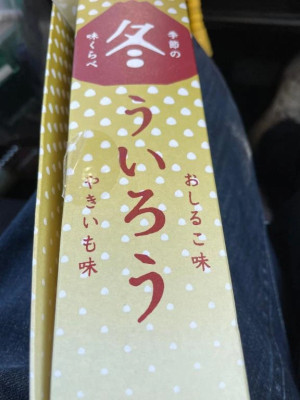 季節の
味くらべ
冬
ういろう
おしるこ味
やきいも味